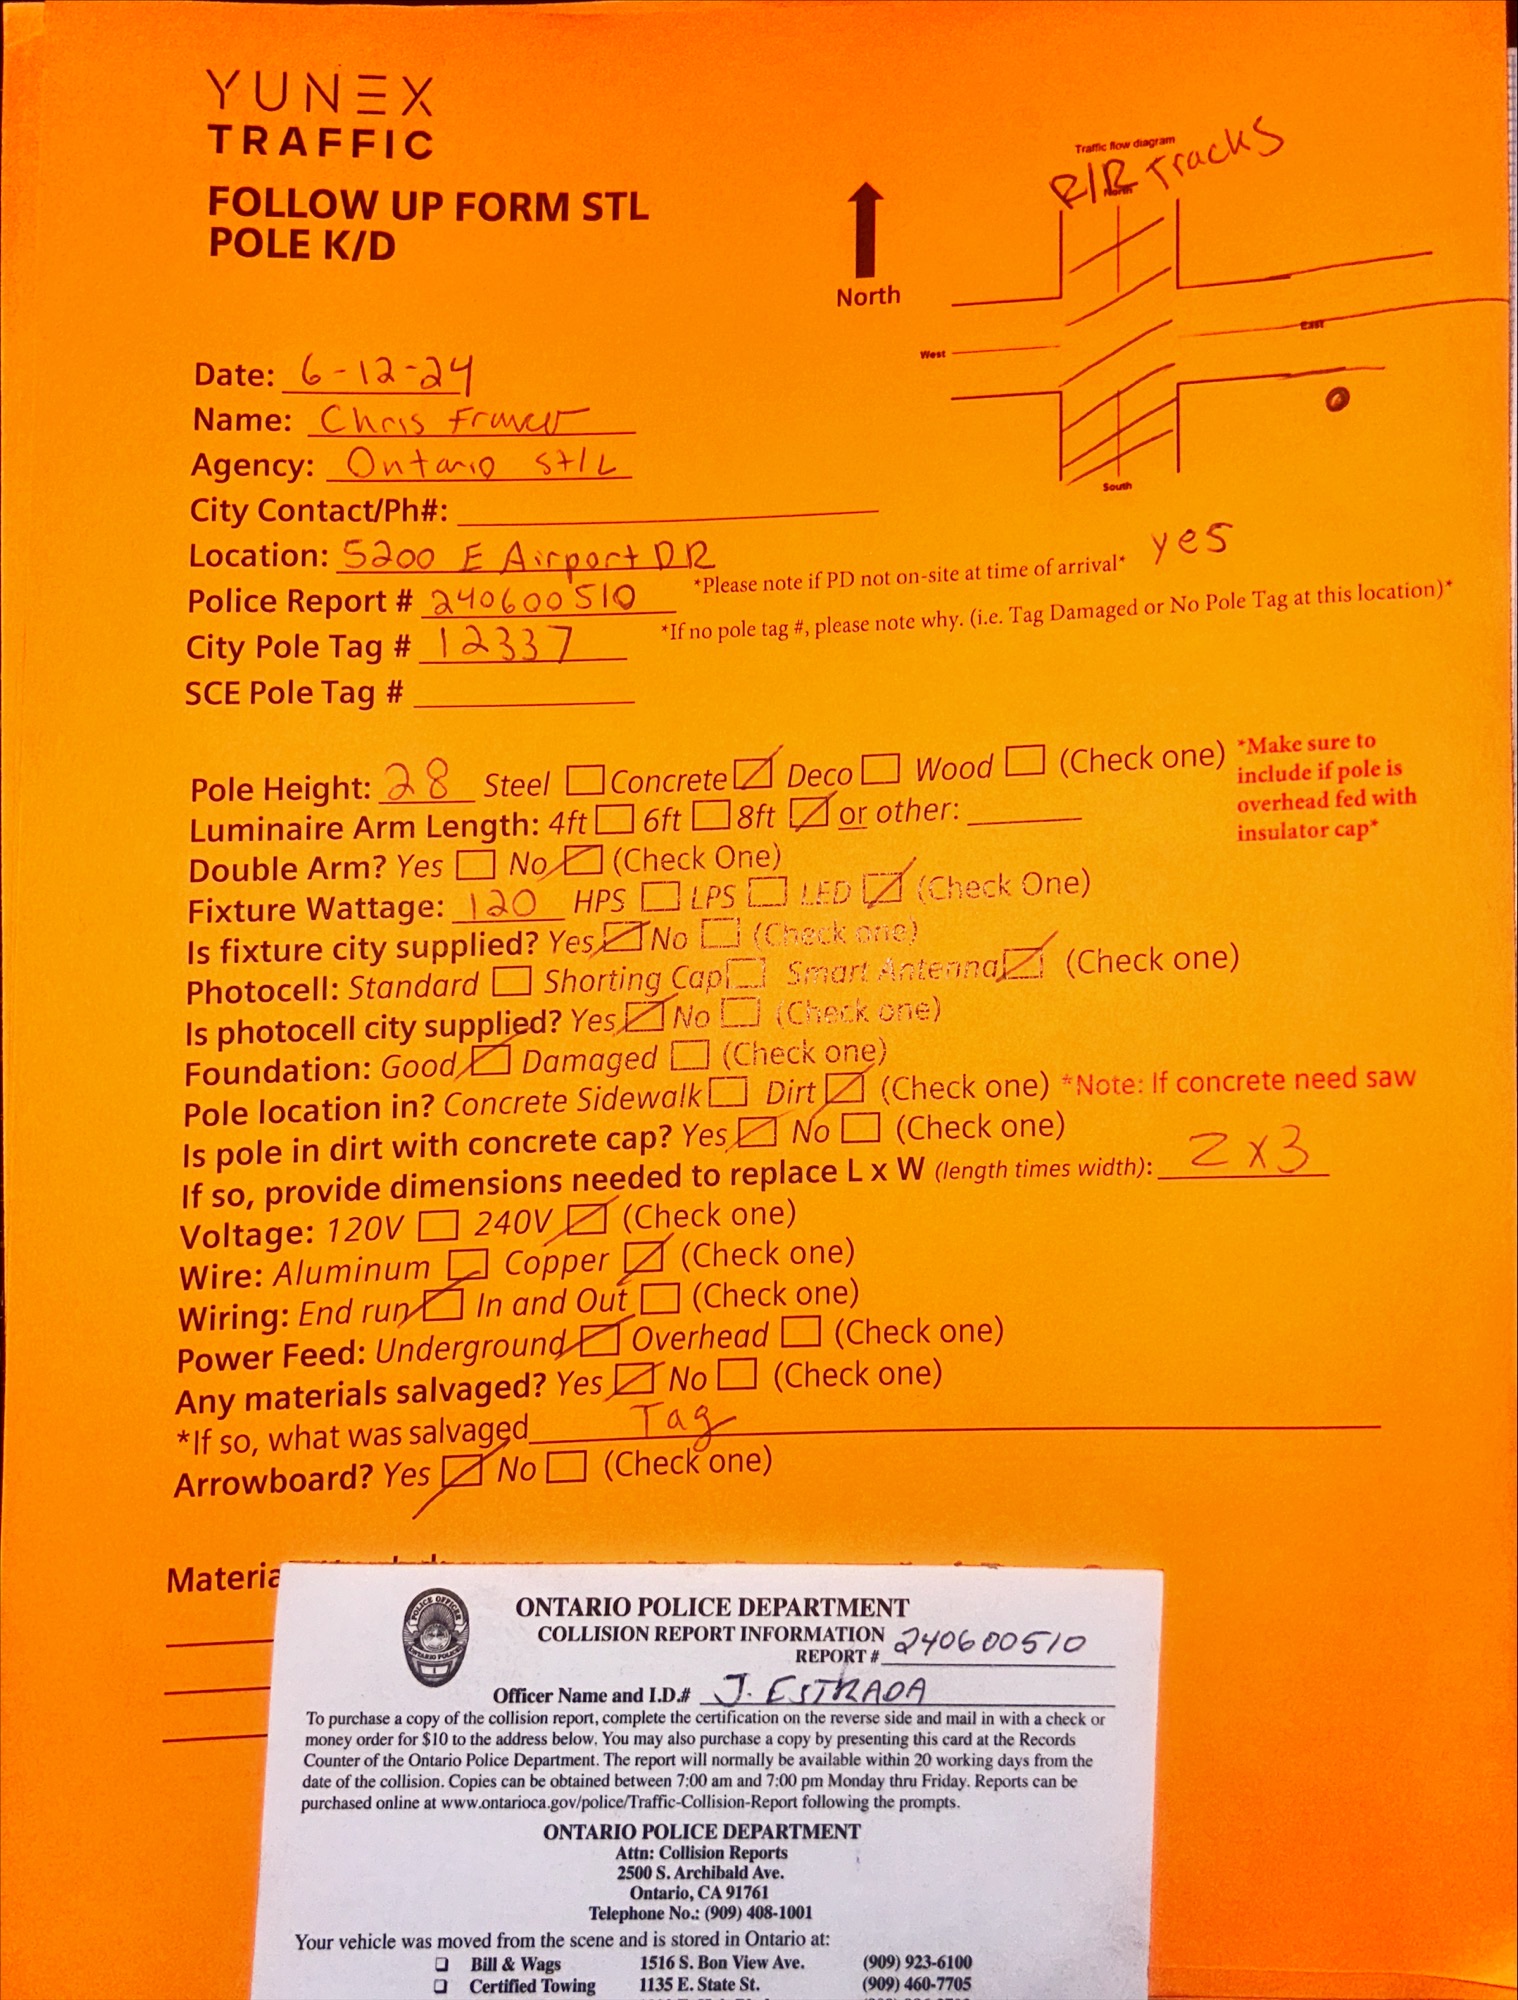 YUNEX
TRAFFIC
FOLLOW UP FORM STL
POLE K/D
North
Traffic flow diagram
R/R Tracks
North
West
East
South
Date: 6-12-24
Name: Chris Franco
Agency: Ontario St/L
City Contact/Ph#:
Location: 5200 E Airport DR
Police Report # 240600510 *Please note if PD not on-site at time of arrival* yes
City Pole Tag # 12337 *If no pole tag #, please note why. (i.e. Tag Damaged or No Pole Tag at this location)*
SCE Pole Tag #
Pole Height: 28 Steel Concrete Deco Wood (Check one)
*Make sure to
include if pole is
overhead fed with
insulator cap*
Luminaire Arm Length: 4ft 6ft 8ft or other:
Double Arm? Yes No (Check One)
Fixture Wattage: 120 HPS LPS LED (Check One)
Is fixture city supplied? Yes No (Check one)
Photocell: Standard Shorting Cap Smart Antenna (Check one)
Is photocell city supplied? Yes No (Check one)
Foundation: Good Damaged (Check one)
Pole location in? Concrete Sidewalk Dirt (Check one) *Note: If concrete need saw
Is pole in dirt with concrete cap? Yes No (Check one)
If so, provide dimensions needed to replace L x W (length times width): 2 x 3
Voltage: 120V 240V (Check one)
Wire: Aluminum Copper (Check one)
Wiring: End run In and Out (Check one)
Power Feed: Underground Overhead (Check one)
Any materials salvaged? Yes No (Check one)
*If so, what was salvaged Tag
Arrowboard? Yes No (Check one)
Materia
ONTARIO POLICE DEPARTMENT
COLLISION REPORT INFORMATION
REPORT # 240600510
Officer Name and I.D.# J. ESTRADA
To purchase a copy of the collision report, complete the certification on the reverse side and mail in with a check or
money order for $10 to the address below. You may also purchase a copy by presenting this card at the Records
Counter of the Ontario Police Department. The report will normally be available within 20 working days from the
date of the collision. Copies can be obtained between 7:00 am and 7:00 pm Monday thru Friday. Reports can be
purchased online at www.ontarioca.gov/police/Traffic-Collision-Report following the prompts.
ONTARIO POLICE DEPARTMENT
Attn: Collision Reports
2500 S. Archibald Ave.
Ontario, CA 91761
Telephone No.: (909) 408-1001
Your vehicle was moved from the scene and is stored in Ontario at:
Bill & Wags 1516 S. Bon View Ave. (909) 923-6100
Certified Towing 1135 E. State St. (909) 460-7705